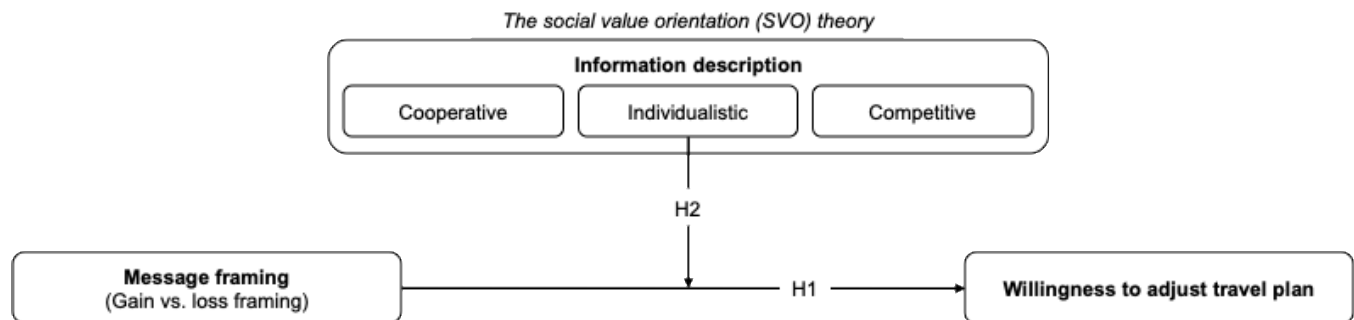 The social value orientation (SVO) theory
Information description
Cooperative
Individualistic
Competitive
H2
Message framing
(Gain vs. loss framing)
H1
Willingness to adjust travel plan